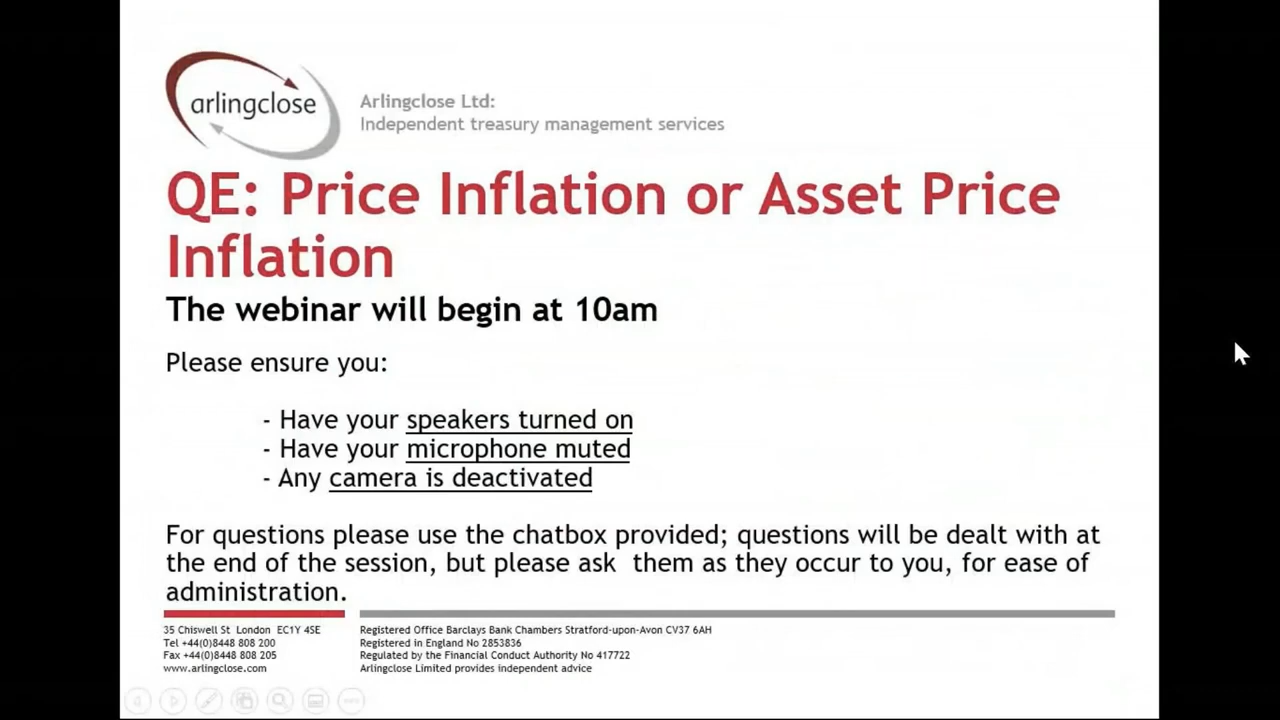 arlingclose
Arlingclose Ltd:
Independent treasury management services
QE: Price Inflation or Asset Price
Inflation
The webinar will begin at 10am
Please ensure you:
- Have your speakers turned on
- Have your microphone muted
- Any camera is deactivated
For questions please use the chatbox provided; questions will be dealt with at
the end of the session, but please ask  them as they occur to you, for ease of
administration.
35 Chiswell St  London  EC1Y 4SE
Tel +44(0)8448 808 200
Fax +44(0)8448 808 205
www.arlingclose.com
Registered Office Barclays Bank Chambers Stratford-upon-Avon CV37 6AH
Registered in England No 2853836
Regulated by the Financial Conduct Authority No 417722
Arlingclose Limited provides independent advice